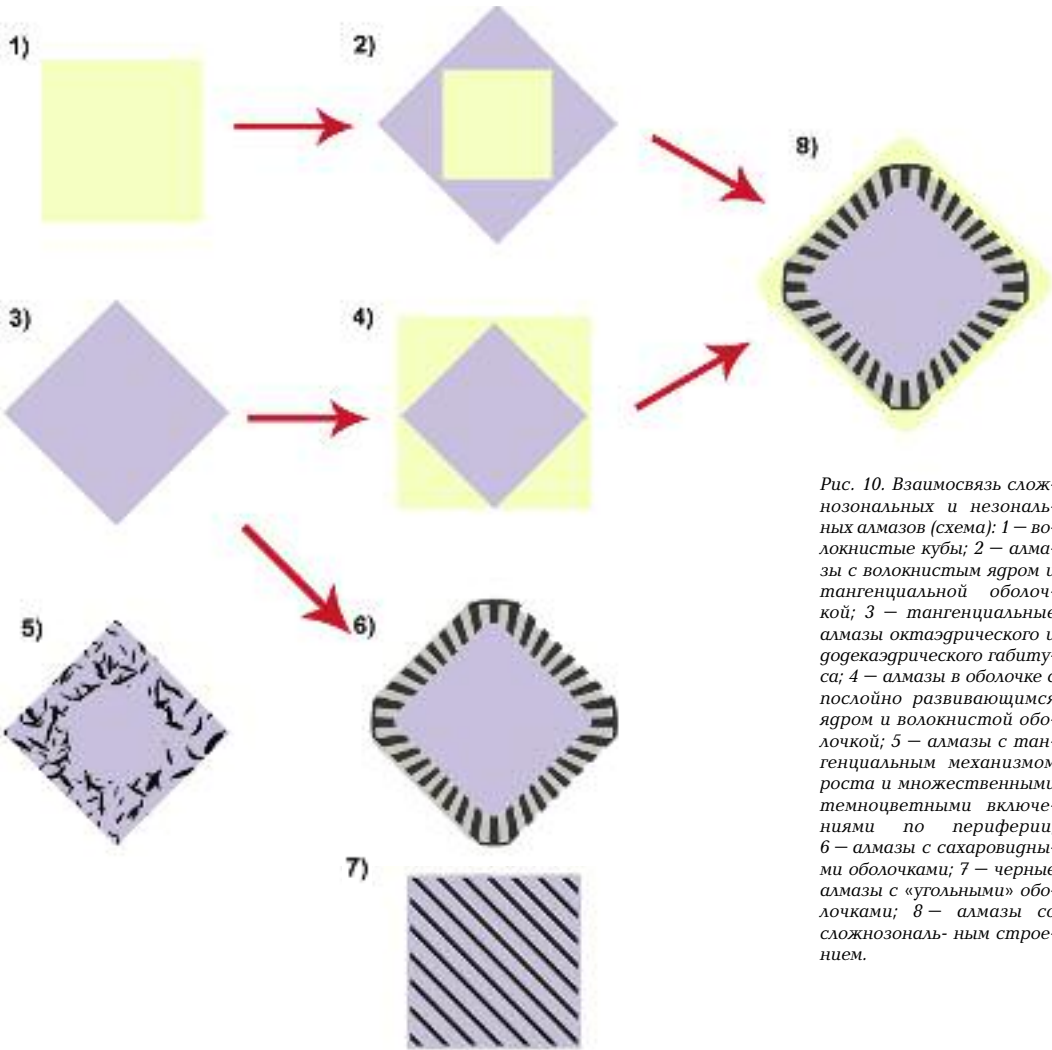 1)
2)
8)
3)
4)
5)
6)
7)
Рис. 10. Взаимосвязь слож-
нозональных и незональ-
ных алмазов (схема): 1 — во-
локнистые кубы; 2 — алма-
зы с волокнистым ядром и
тангенциальной оболоч-
кой; 3 — тангенциальные
алмазы октаэдрического и
додекаэдрического габиту-
са; 4 — алмазы в оболочке с
послойно развивающимся
ядром и волокнистой обо-
лочкой; 5 — алмазы с тан-
генциальным механизмом
роста и множественными
темноцветными включе-
ниями по периферии
6 — алмазы с сахаровидны-
ми оболочками; 7 — черные
алмазы с «угольными» обо-
лочками; 8 — алмазы со
сложнозональ- ным строе-
нием.